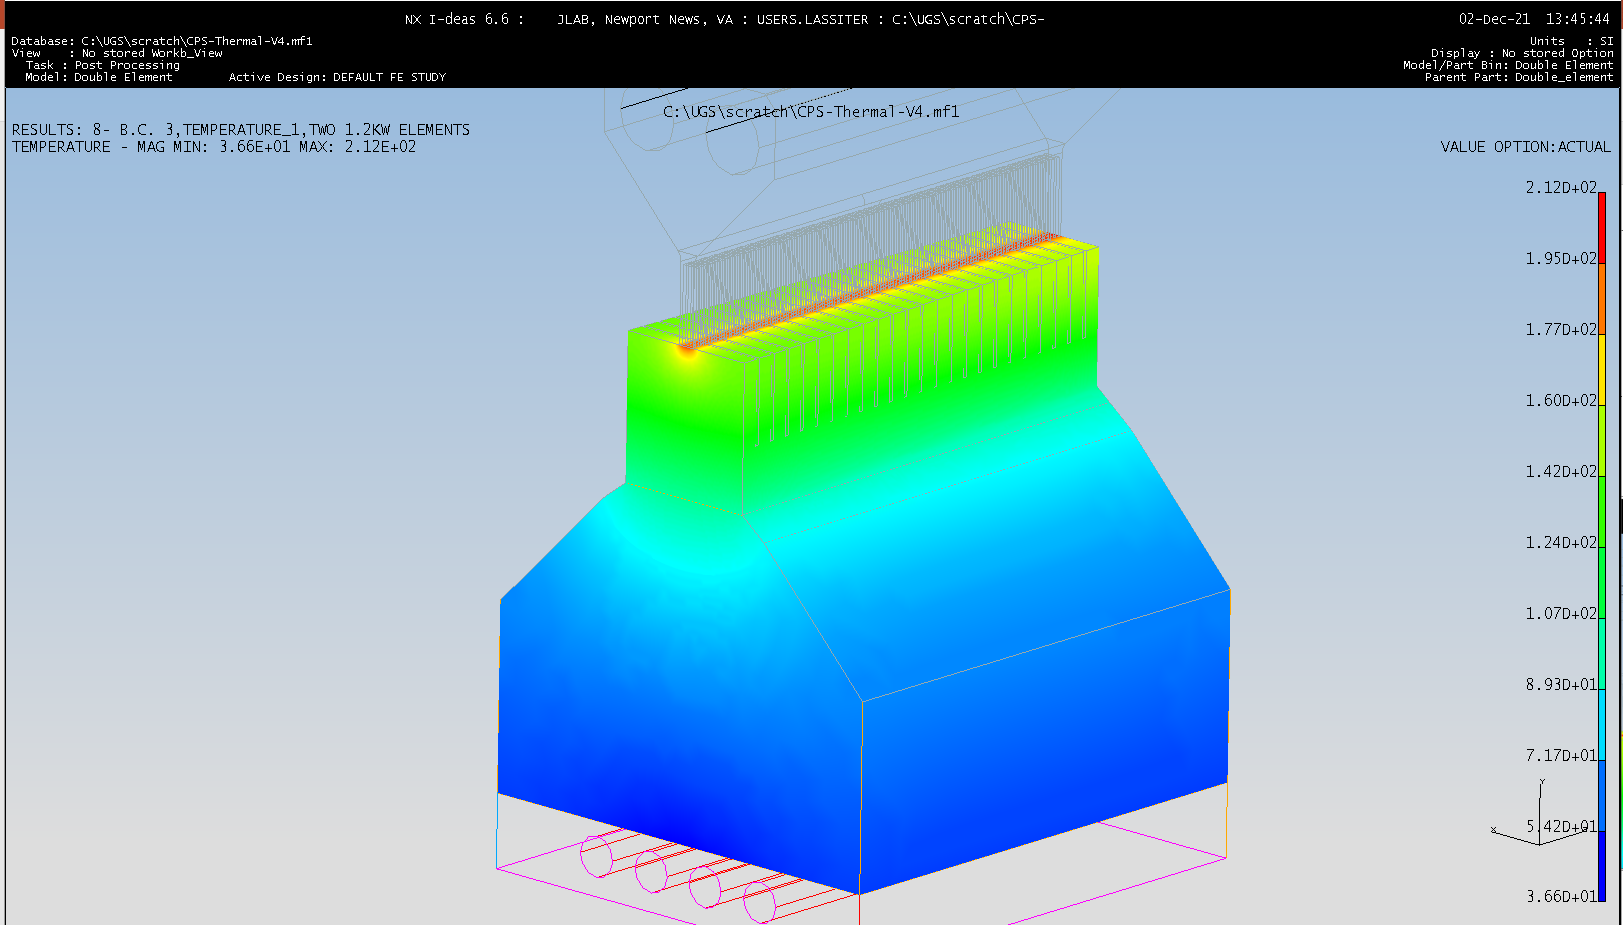 NX I-deas 6.6 :    JLAB, Newport News, VA : USERS.LASSITER : C:\UGS\scratch\CPS-
02-Dec-21  13:45:44
Database: C:\UGS\scratch\CPS-Thermal-V4.mf1
Units   : SI
View    : No stored Workb_View
Display : No stored Option
Task : Post Processing
Model/Part Bin: Double Element
Model: Double Element        Active Design: DEFAULT FE STUDY
Parent Part: Double_element
C:\UGS\scratch\CPS-Thermal-V4.mf1
RESULTS: 8- B.C. 3,TEMPERATURE_1,TWO 1.2KW ELEMENTS
TEMPERATURE - MAG MIN: 3.66E+01 MAX: 2.12E+02
VALUE OPTION:ACTUAL
2.12D+02
1.95D+02
1.77D+02
1.60D+02
1.42D+02
1.24D+02
1.07D+02
8.93D+01
7.17D+01
Y
X
5.42D+01
3.66D+01